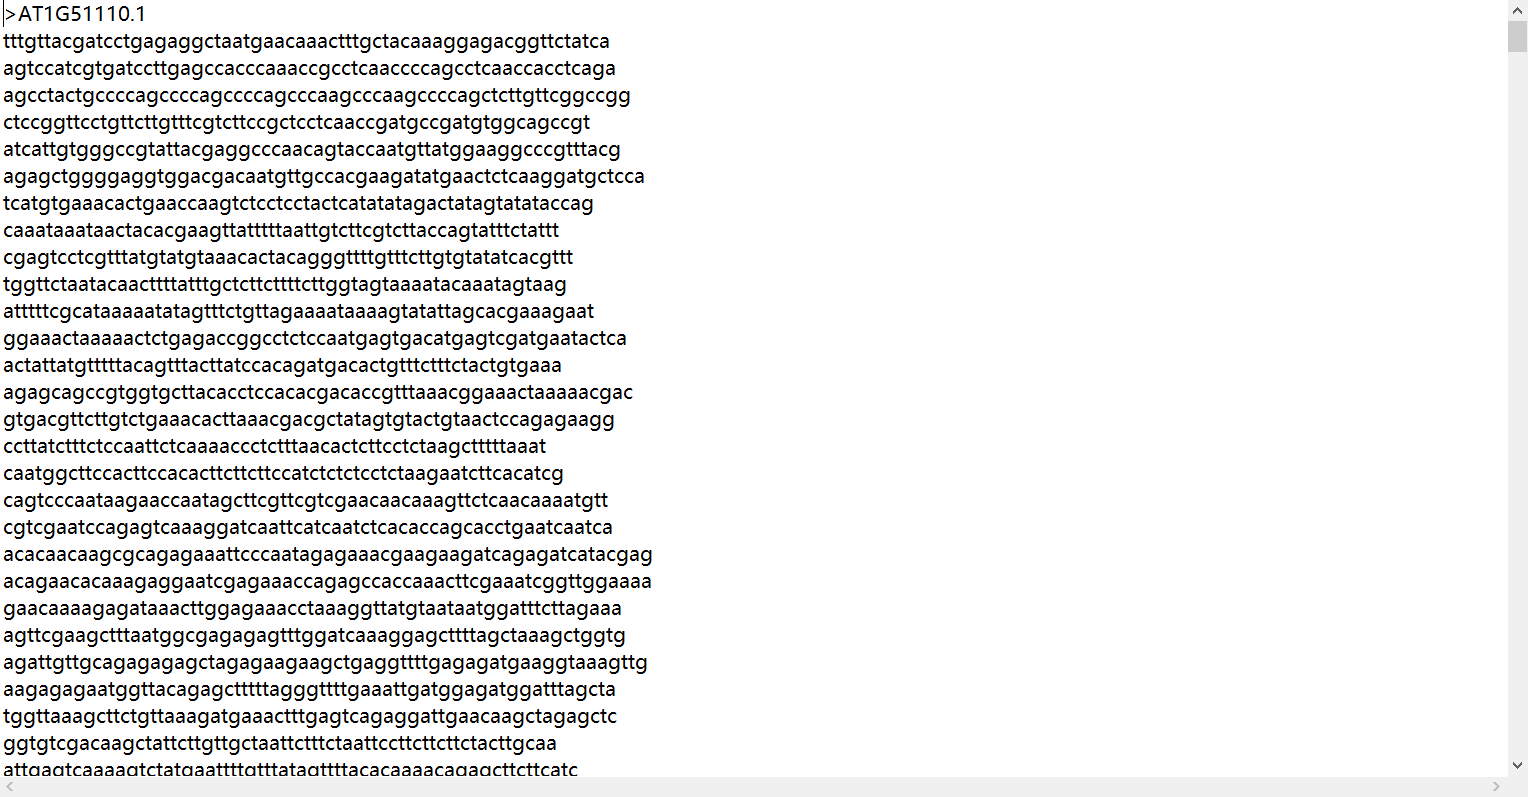 >AT1G51110.1
tttgttacgatcctgagaggctaatgaacaaactttgctacaaaggagacggttctatca
agtccatcgtgatccttgagccacccaaaccgcctcaaccccagcctcaaccacctcaga
agcctactgccccagccccagccccagcccaagcccaagccccagctcttgttcggccgg
ctccggttcctgttcttgtttcgtcttccgctcctcaaccgatgccgatgtggcagccgt
atcattgtgggccgtattacgaggcccaacagtaccaatgttatggaaggcccgtttacg
agagctggggaggtggacgacaatgttgccacgaagatatgaactctcaaggatgctcca
tcatgtgaaacactgaaccaagtctcctcctactcatatatagactatagtatataccag
caaataaataactacacgaagttatttttaattgtcttcgtcttaccagtatttctattt
cgagtcctcgtttatgtatgtaaacactacagggttttgtttcttgtgtatatcacgttt
tggttctaatacaacttttatttgctcttcttttcttggtagtaaaatacaaatagtaag
atttttcgcataaaaatatagtttctgttagaaaataaaagtatattagcacgaaagaat
ggaaactaaaaactctgagaccggcctctccaatgagtgacatgagtcgatgaatactca
actattatgtttttacagtttacttatccacagatgacactgtttctttctactgtgaaa
agagcagccgtggtgcttacacctccacacgacaccgtttaaacggaaactaaaaacgac
gtgacgttcttgtctgaaacacttaaacgacgctatagtgtactgtaactccagagaagg
ccttatctttctccaattctcaaaaccctctttaacactcttcctctaagctttttaaat
caatggcttccacttccacacttcttcttccatctctctcctctaagaatcttcacatcg
cagtcccaataagaaccaatagcttcgttcgtcgaacaacaaagttctcaacaaaatgtt
cgtcgaatccagagtcaaaggatcaattcatcaatctcacaccagcacctgaatcaatca
acacaacaagcgcagagaaattcccaatagagaaacgaagaagatcagagatcatacgag
acagaacacaaagaggaatcgagaaaccagagccaccaaacttcgaaatcggttggaaaa
gaacaaaagagataaacttggagaaacctaaaggttatgtaataatggatttcttagaaa
agttcgaagctttaatggcgagagagtttggatcaaaggagcttttagctaaagctggtg
agattgttgcagagagagctagagaagaagctgaggttttgagagatgaaggtaaagttg
aagagagaatggttacagagctttttagggttttgaaattgatggagatggatttagcta
tggttaaagcttctgttaaagatgaaactttgagtcagaggattgaacaagctagagctc
ggtgtcgacaagctattcttgttgctaattctttctaattccttcttcttctacttgcaa
attgagtcaaaagtctatgaattttgtttatagttttacacaaaacagagcttcttcatc